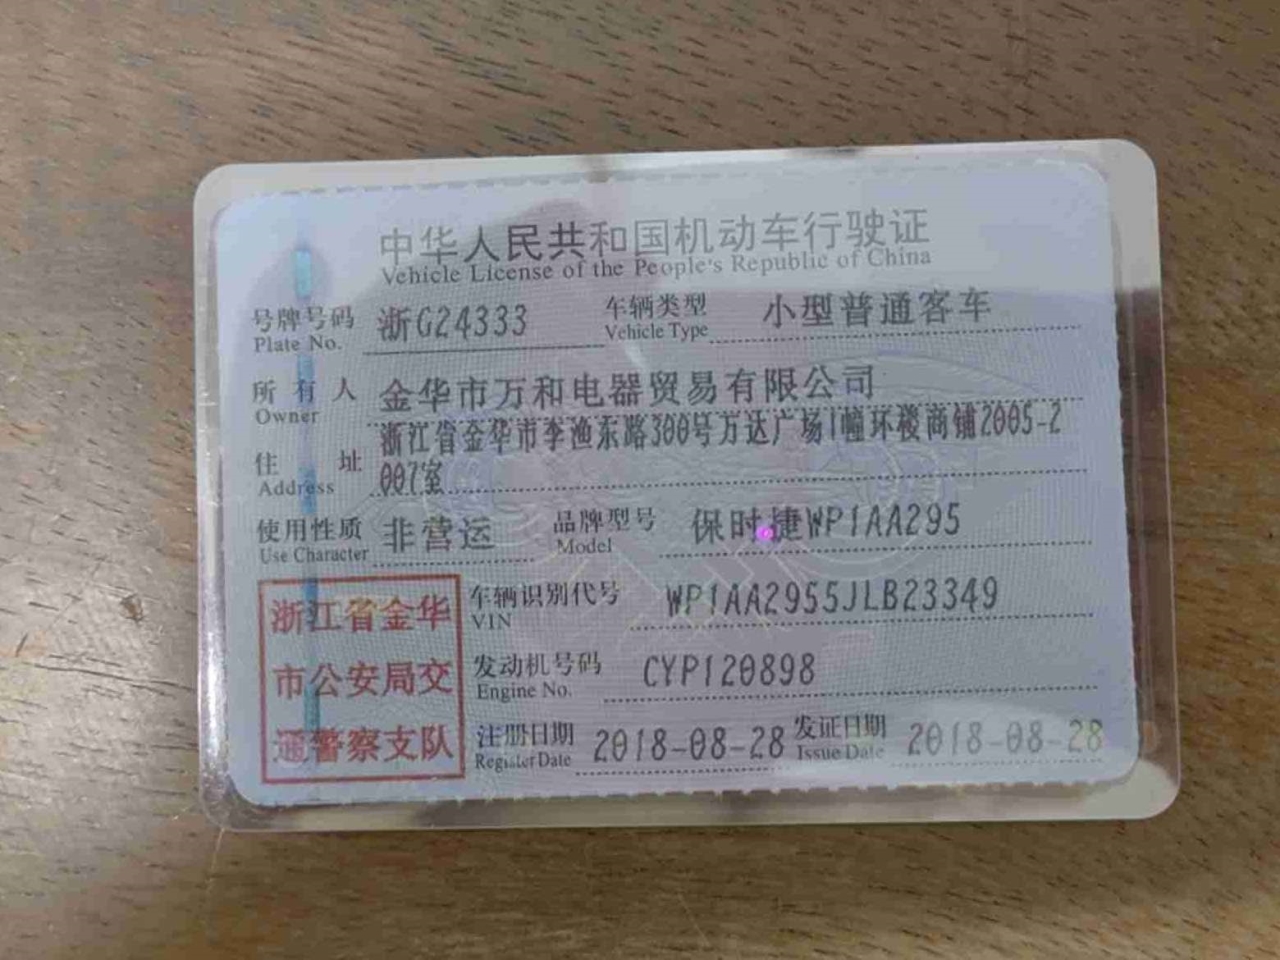 中华人民共和国机动车行驶证
Vehicle License of the People's Republic of China
号牌号码 浙G24333 车辆类型 小型普通客车
Plate No. Vehicle Type
所有人 金华市万和电器贸易有限公司
Owner
浙江省金华市李渔东路300号万达广场1幢环楼商铺2005-2
住址 007室
Address
使用性质 非营运 品牌型号 保时捷WP1AA295
Use Character Model
浙江省金华 车辆识别代号 WP1AA2955JLB23349
VIN
市公安局交 发动机号码 CYP120898
Engine No.
通警察支队 注册日期 2018-08-28 发证日期 2018-08-28
Register Date Issue Date